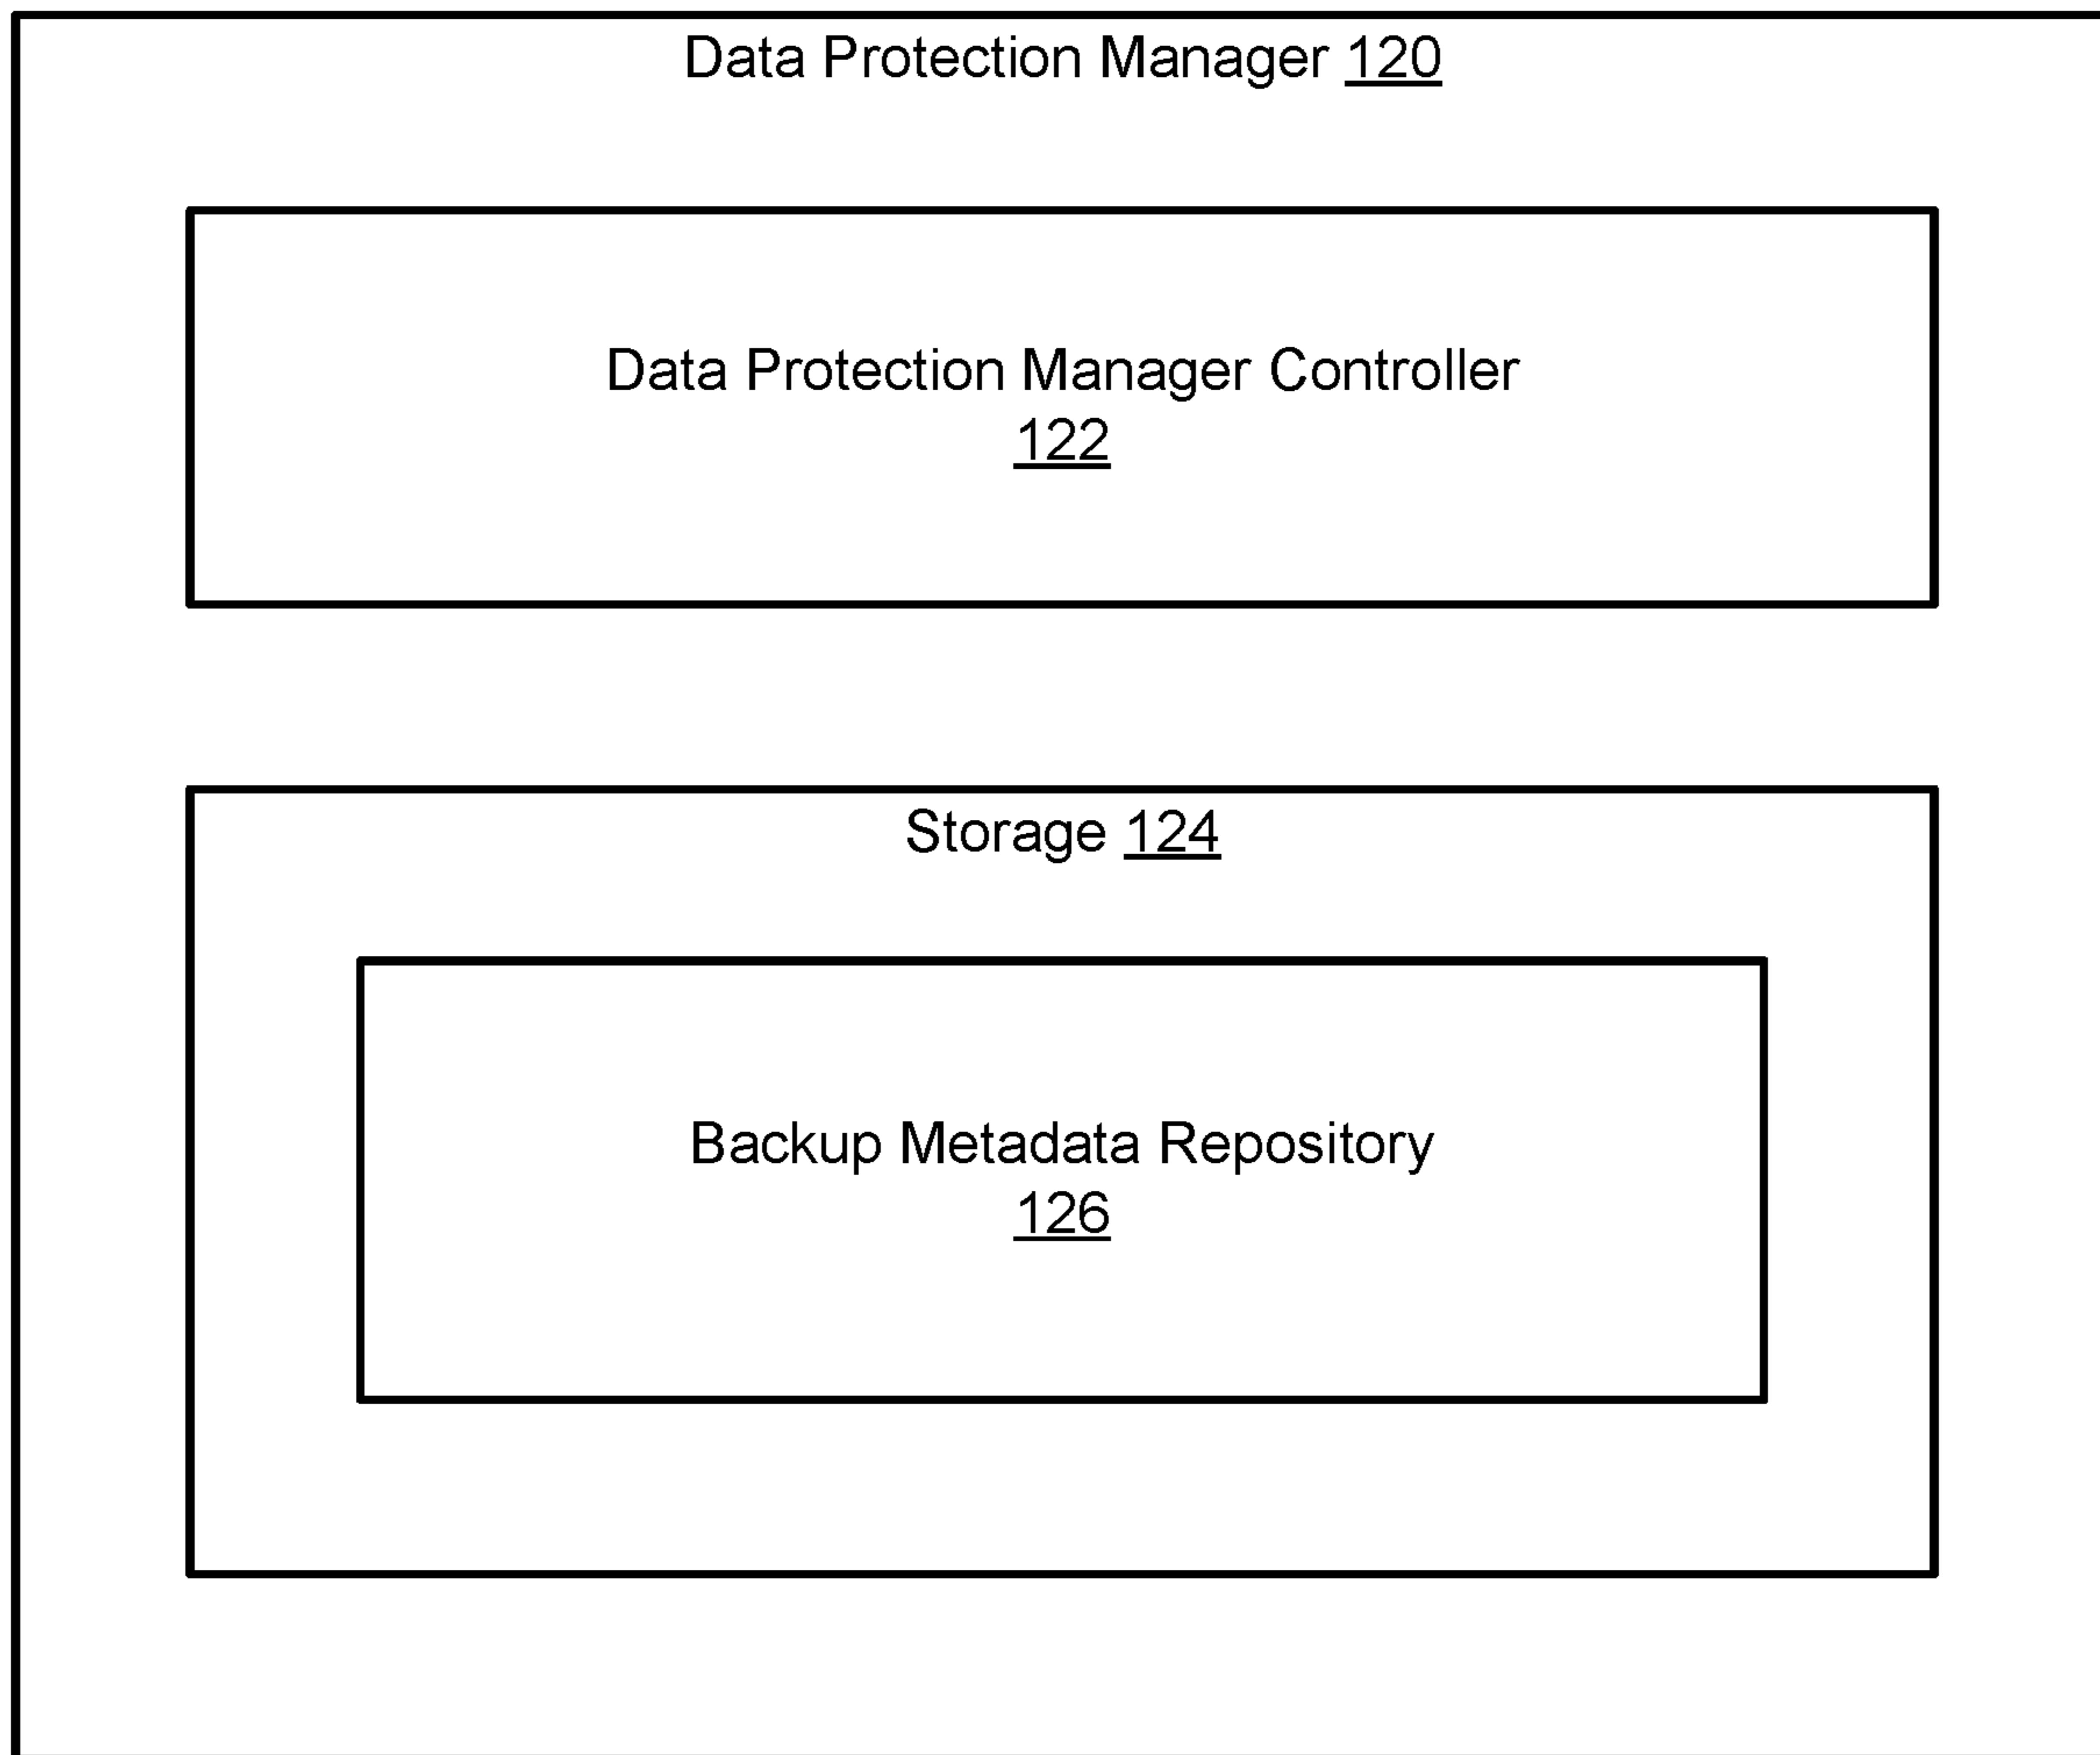 Data Protection Manager 120
Data Protection Manager Controller
122
Storage 124
Backup Metadata Repository
126